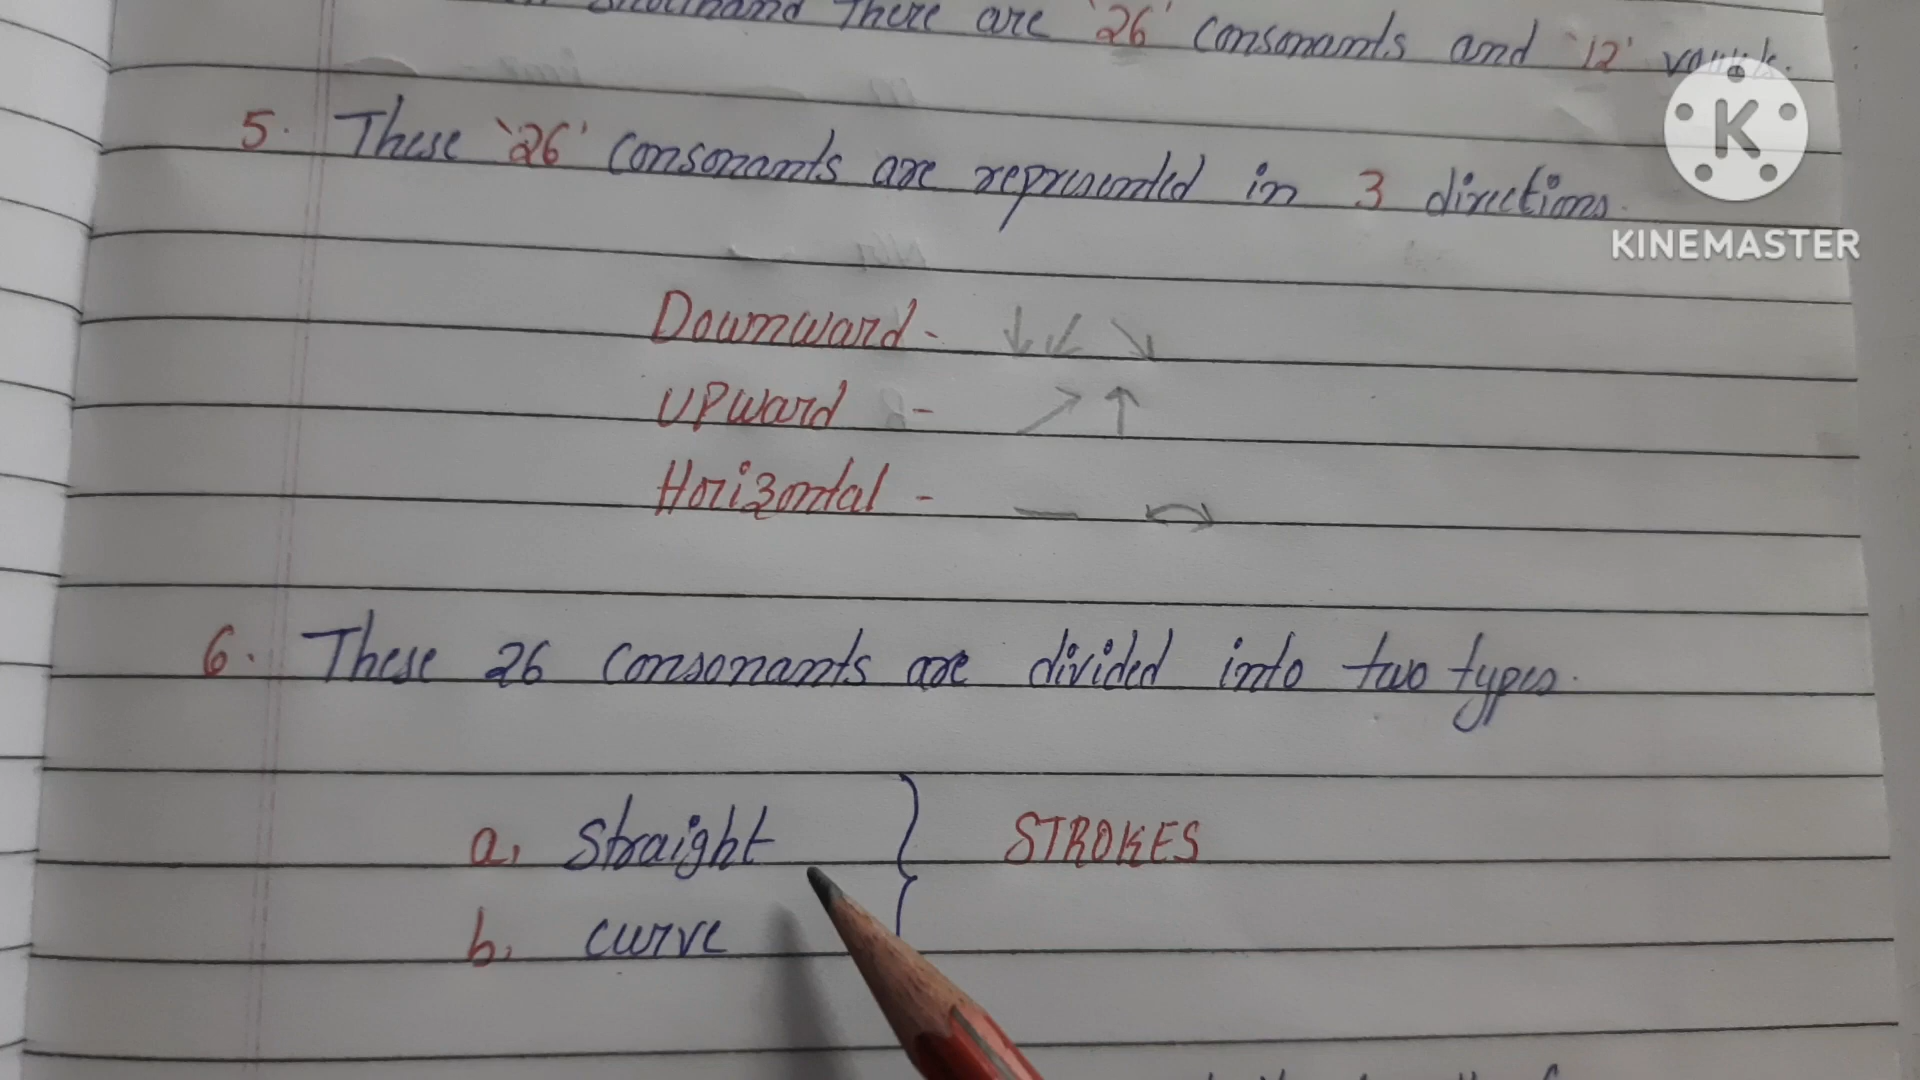 Shorthand There are '26' consonants and '12' vowels.
5. These '26' consonants are represented in 3 directions.
K
KINEMASTER
Downward -
Upward -
Horizontal -
6. These 26 consonants are divided into two types.
a, Straight
STROKES
b, curve